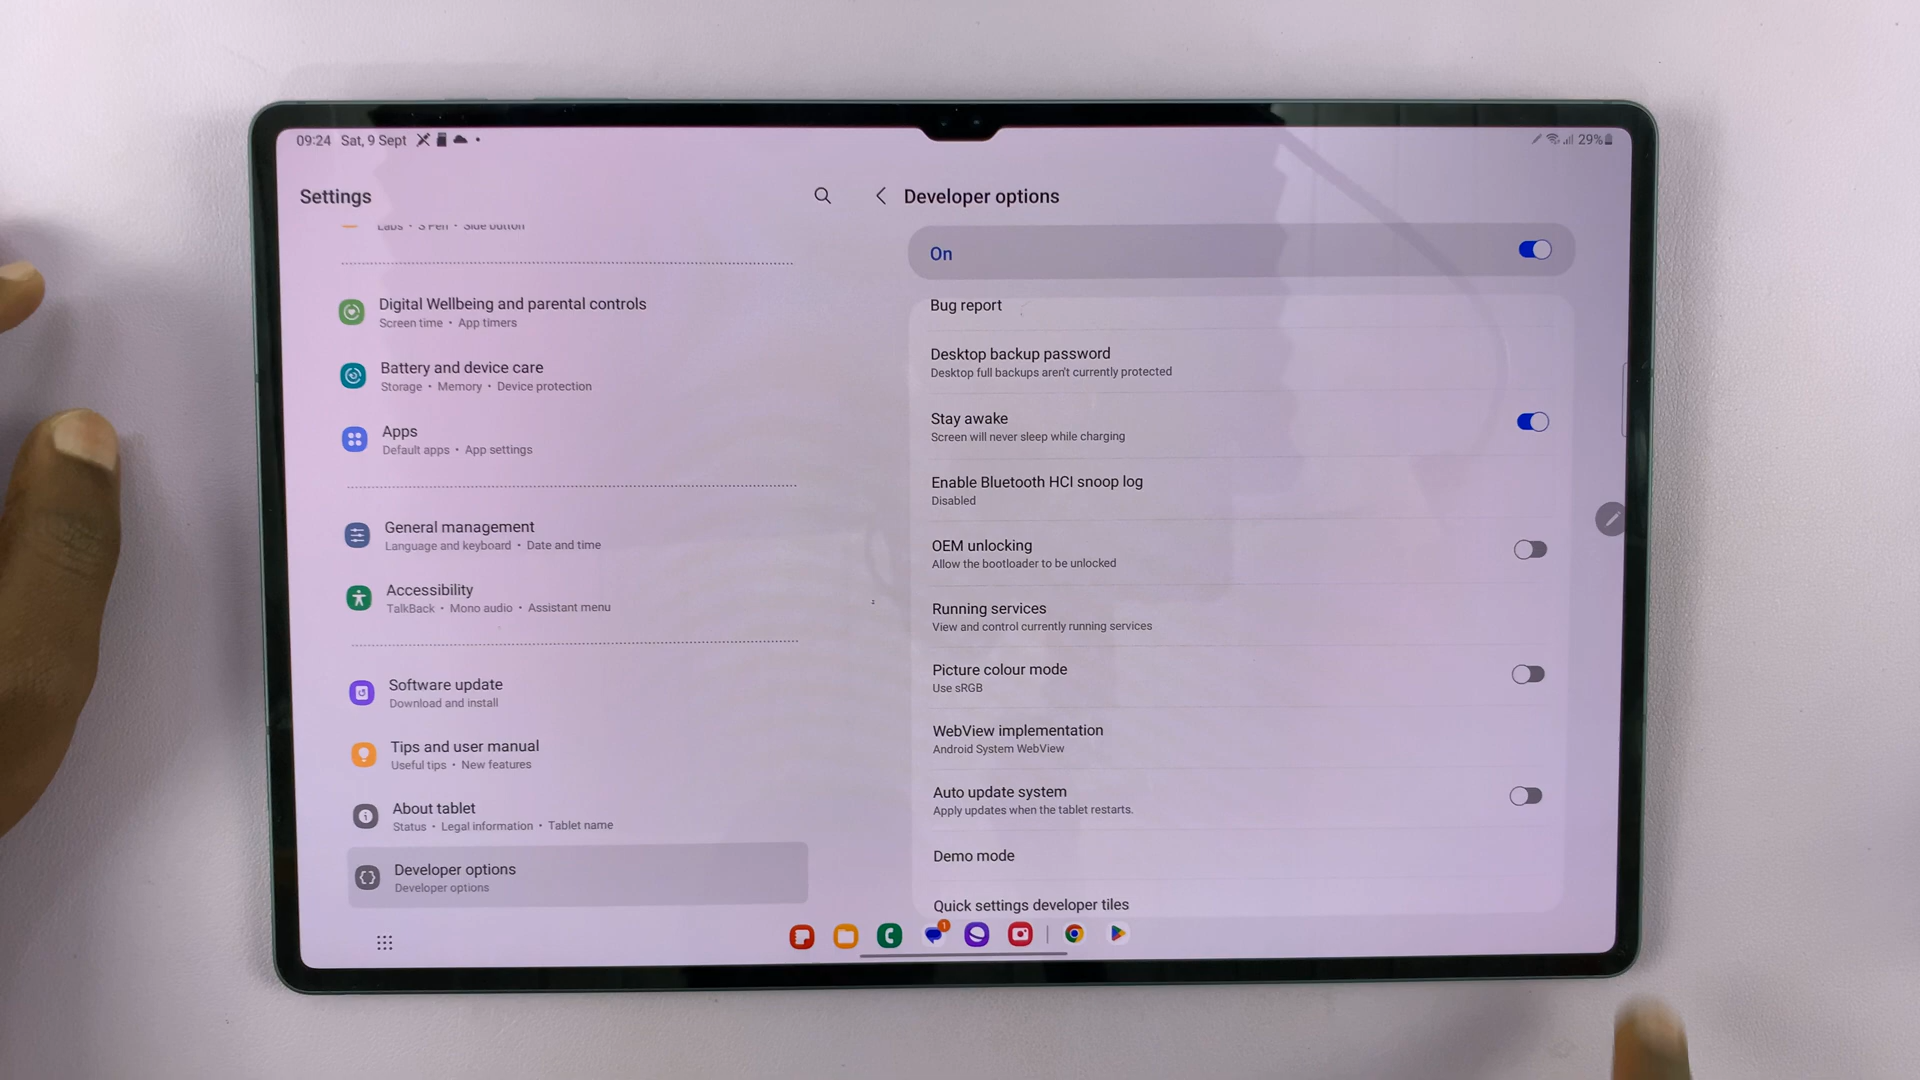 09:24 Sat, 9 Sept
29%
Settings
Labs • S Pen • Side button
Digital Wellbeing and parental controls
Screen time • App timers
Battery and device care
Storage • Memory • Device protection
Apps
Default apps • App settings
General management
Language and keyboard • Date and time
Accessibility
TalkBack • Mono audio • Assistant menu
Software update
Download and install
Tips and user manual
Useful tips • New features
About tablet
Status • Legal information • Tablet name
Developer options
Developer options
Developer options
On
Bug report
Desktop backup password
Desktop full backups aren't currently protected
Stay awake
Screen will never sleep while charging
Enable Bluetooth HCI snoop log
Disabled
OEM unlocking
Allow the bootloader to be unlocked
Running services
View and control currently running services
Picture colour mode
Use sRGB
WebView implementation
Android System WebView
Auto update system
Apply updates when the tablet restarts.
Demo mode
Quick settings developer tiles
1